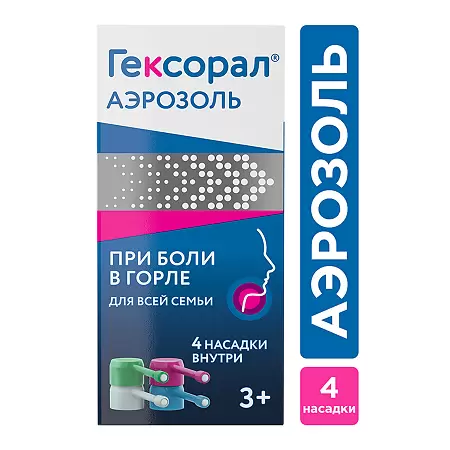 Гексорал®
АЭРОЗОЛЬ
ПРИ БОЛИ
В ГОРЛЕ
ДЛЯ ВСЕЙ СЕМЬИ
4 НАСАДКИ
ВНУТРИ
3+
АЭРОЗОЛЬ
4
насадки